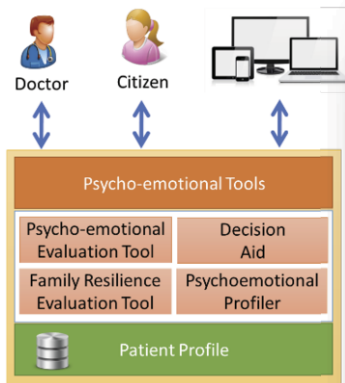 Doctor
Citizen
Psycho-emotional Tools
Psycho-emotional
Evaluation Tool
Decision
Aid
Family Resilience
Evaluation Tool
Psychoemotional
Profiler
Patient Profile